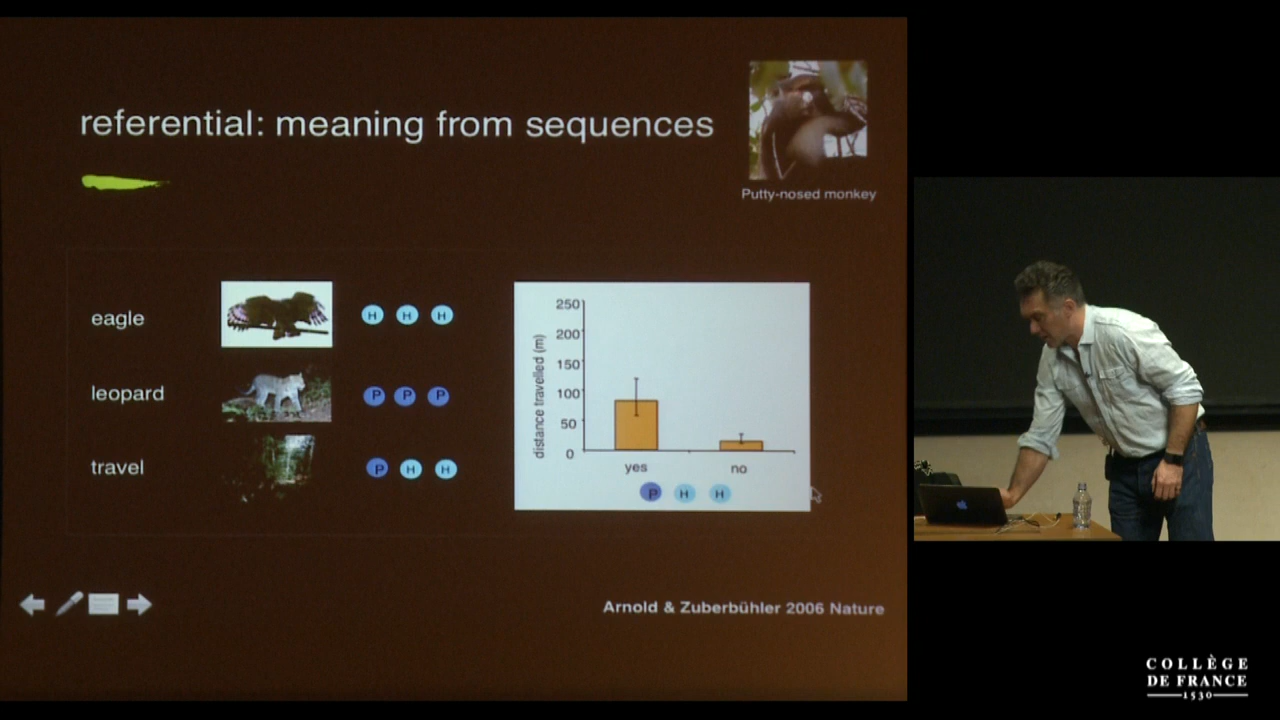 referential: meaning from sequences
Putty-nosed monkey
eagle
H H H
leopard
P P P
travel
P H H
distance travelled (m)
250
200
150
100
50
0
yes no
P H H
Arnold & Zuberbühler 2006 Nature
COLLÈGE
DE FRANCE
1530